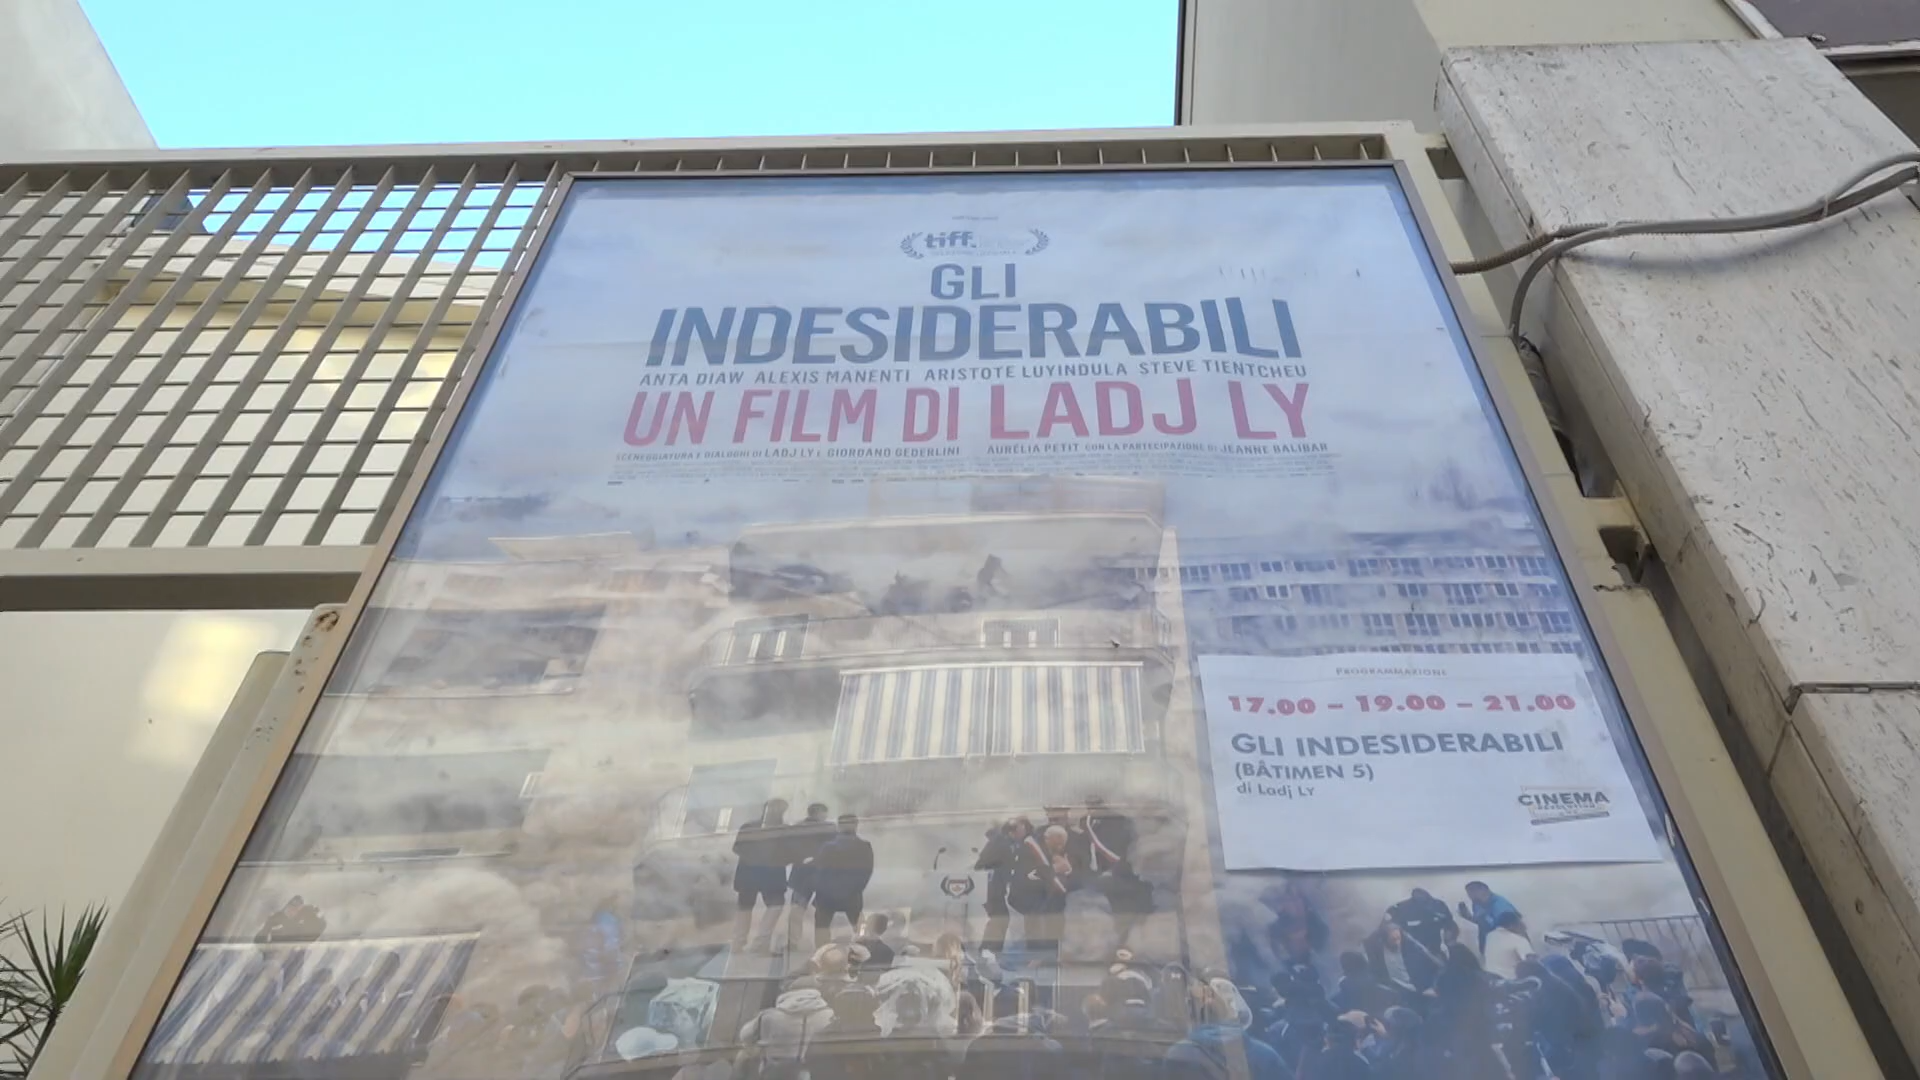 tiff.
GLI
INDESIDERABILI
ANTA DIAW ALEXIS MANENTI ARISTOTE LUYINDULA STEVE TIENTCHEU
UN FILM DI LADJ LY
SCENEGGIATURA E DIALOGHI DI LADJ LY E GIORDANO GEDERLINI AURÉLIA PETIT CON LA PARTECIPAZIONE DI JEANNE BALIBAR
PROGRAMMAZIONE
17.00 – 19.00 – 21.00
GLI INDESIDERABILI
(BÂTIMEN 5)
di Ladj LY
CINEMA